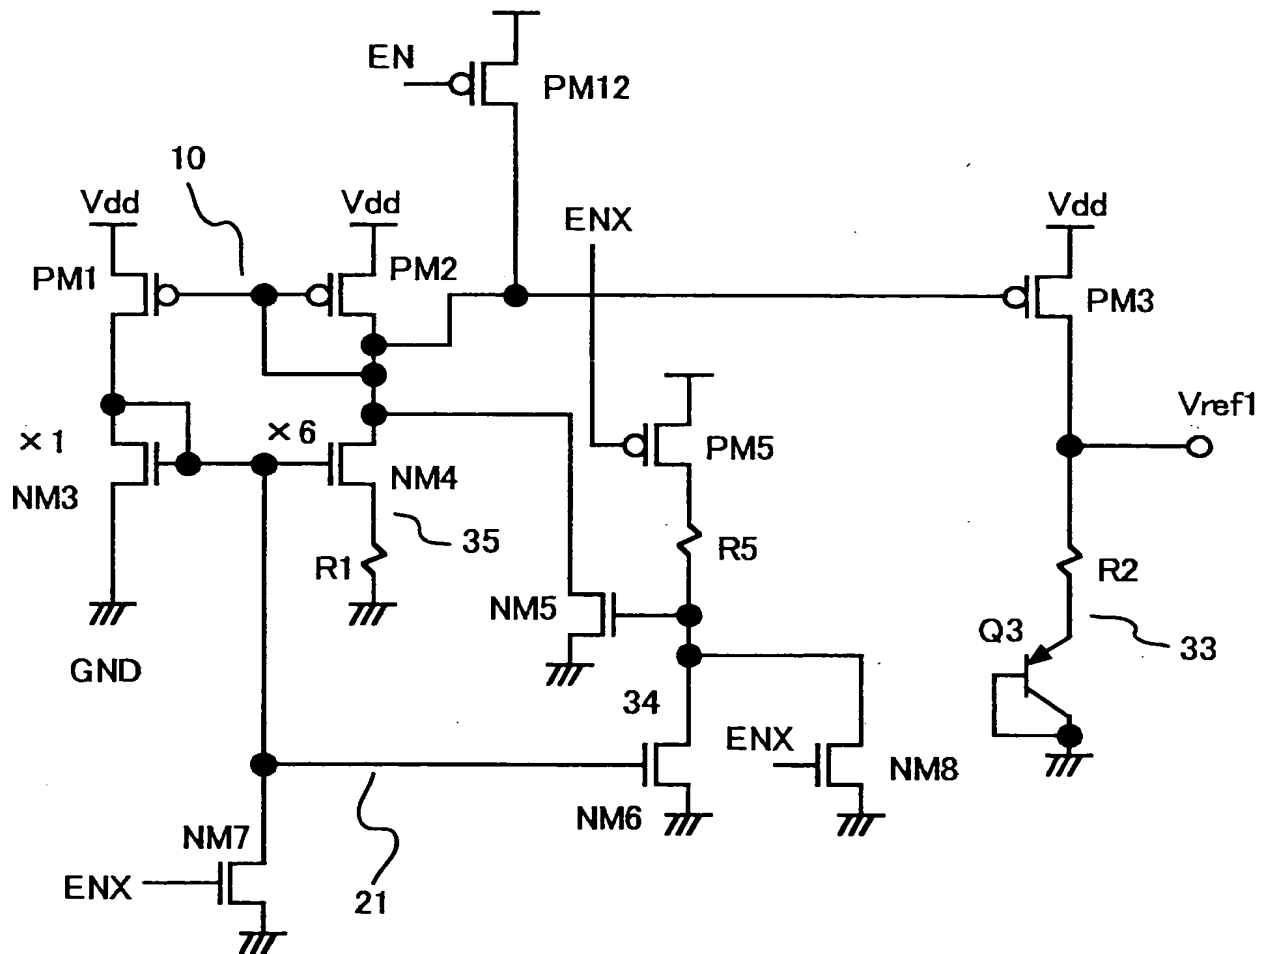 EN
PM12
10
Vdd
Vdd
ENX
Vdd
PM1
PM2
PM3
Vref1
×1
×6
PM5
NM3
NM4
35
R5
R1
R2
NM5
Q3
33
GND
34
ENX
NM8
NM6
NM7
ENX
21